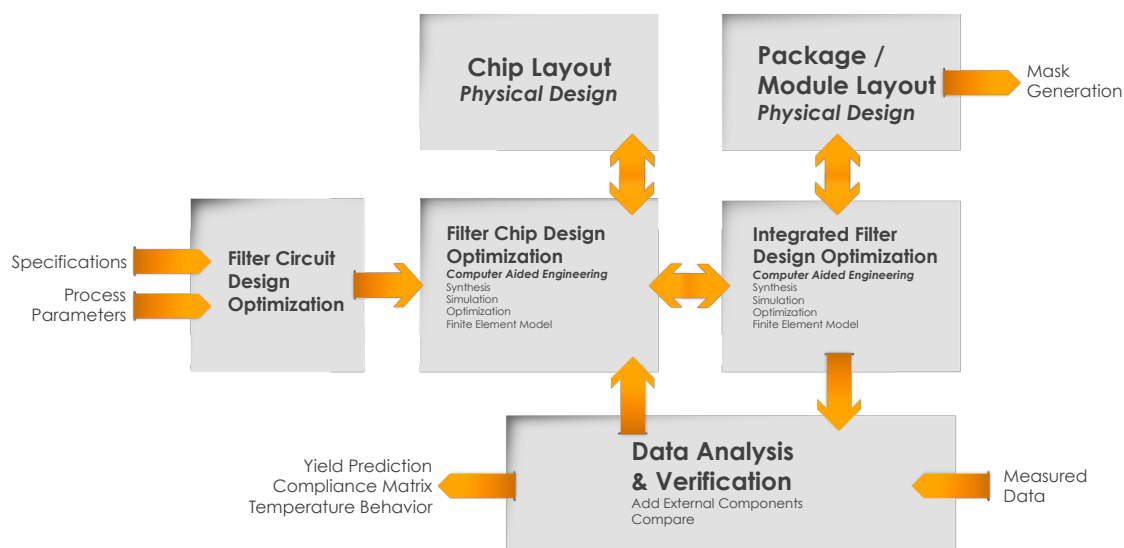 Chip Layout
Physical Design
Package /
Module Layout
Physical Design
Mask
Generation
Specifications
Process
Parameters
Filter Circuit
Design
Optimization
Filter Chip Design
Optimization
Computer Aided Engineering
Synthesis
Simulation
Optimization
Finite Element Model
Integrated Filter
Design Optimization
Computer Aided Engineering
Synthesis
Simulation
Optimization
Finite Element Model
Yield Prediction
Compliance Matrix
Temperature Behavior
Data Analysis
& Verification
Add External Components
Compare
Measured
Data